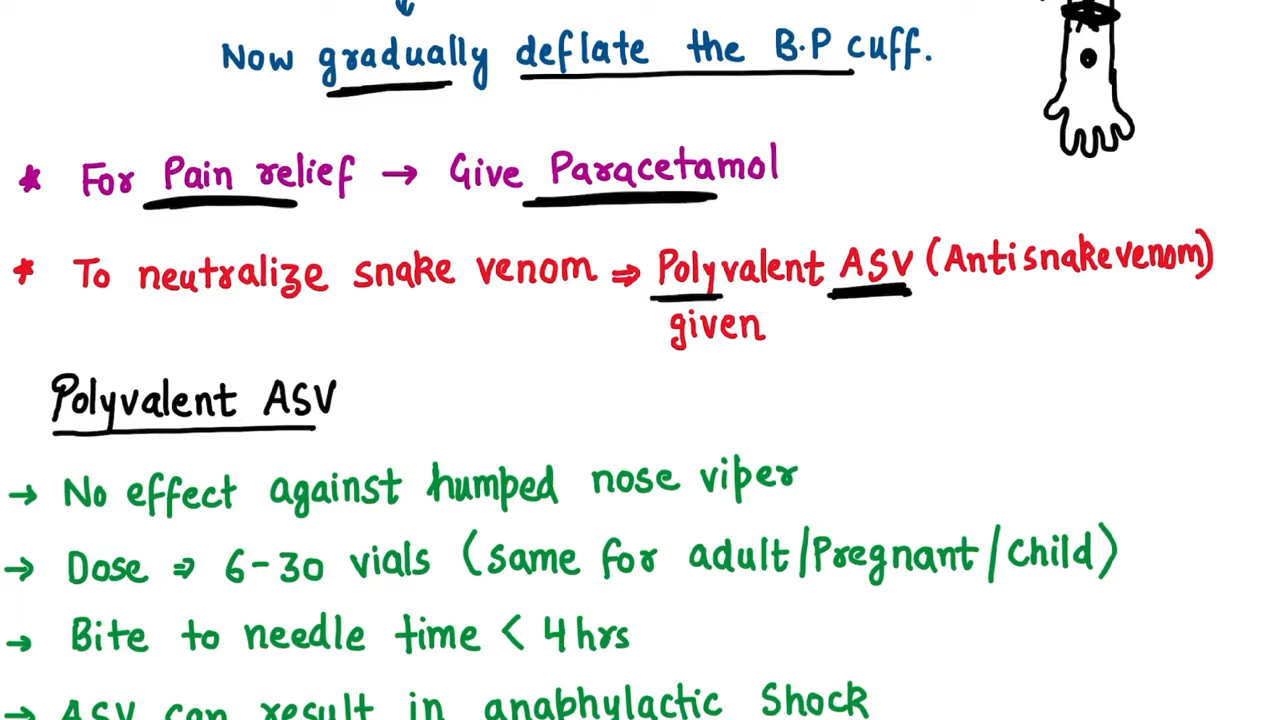 Now gradually deflate the B.P cuff.
* For Pain relief → Give Paracetamol
* To neutralize snake venom ⇒ Polyvalent ASV (Antisnakevenom)
given
Polyvalent ASV
→ No effect against humped nose viper
→ Dose ⇒ 6-30 vials (same for adult/Pregnant/Child)
→ Bite to needle time < 4hrs
→ ASV can result in anaphylactic Shock